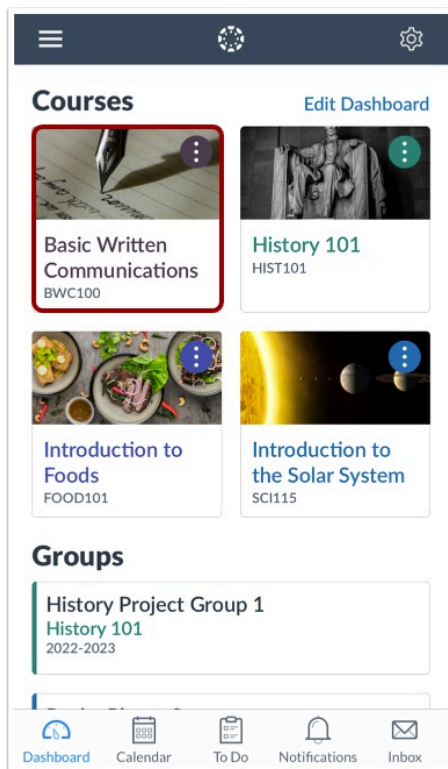 Courses
Edit Dashboard
Basic Written
Communications
BWC100
History 101
HIST101
Introduction to
Foods
FOOD101
Introduction to
the Solar System
SCI115
Groups
History Project Group 1
History 101
2022-2023
Dashboard
Calendar
To Do
Notifications
Inbox